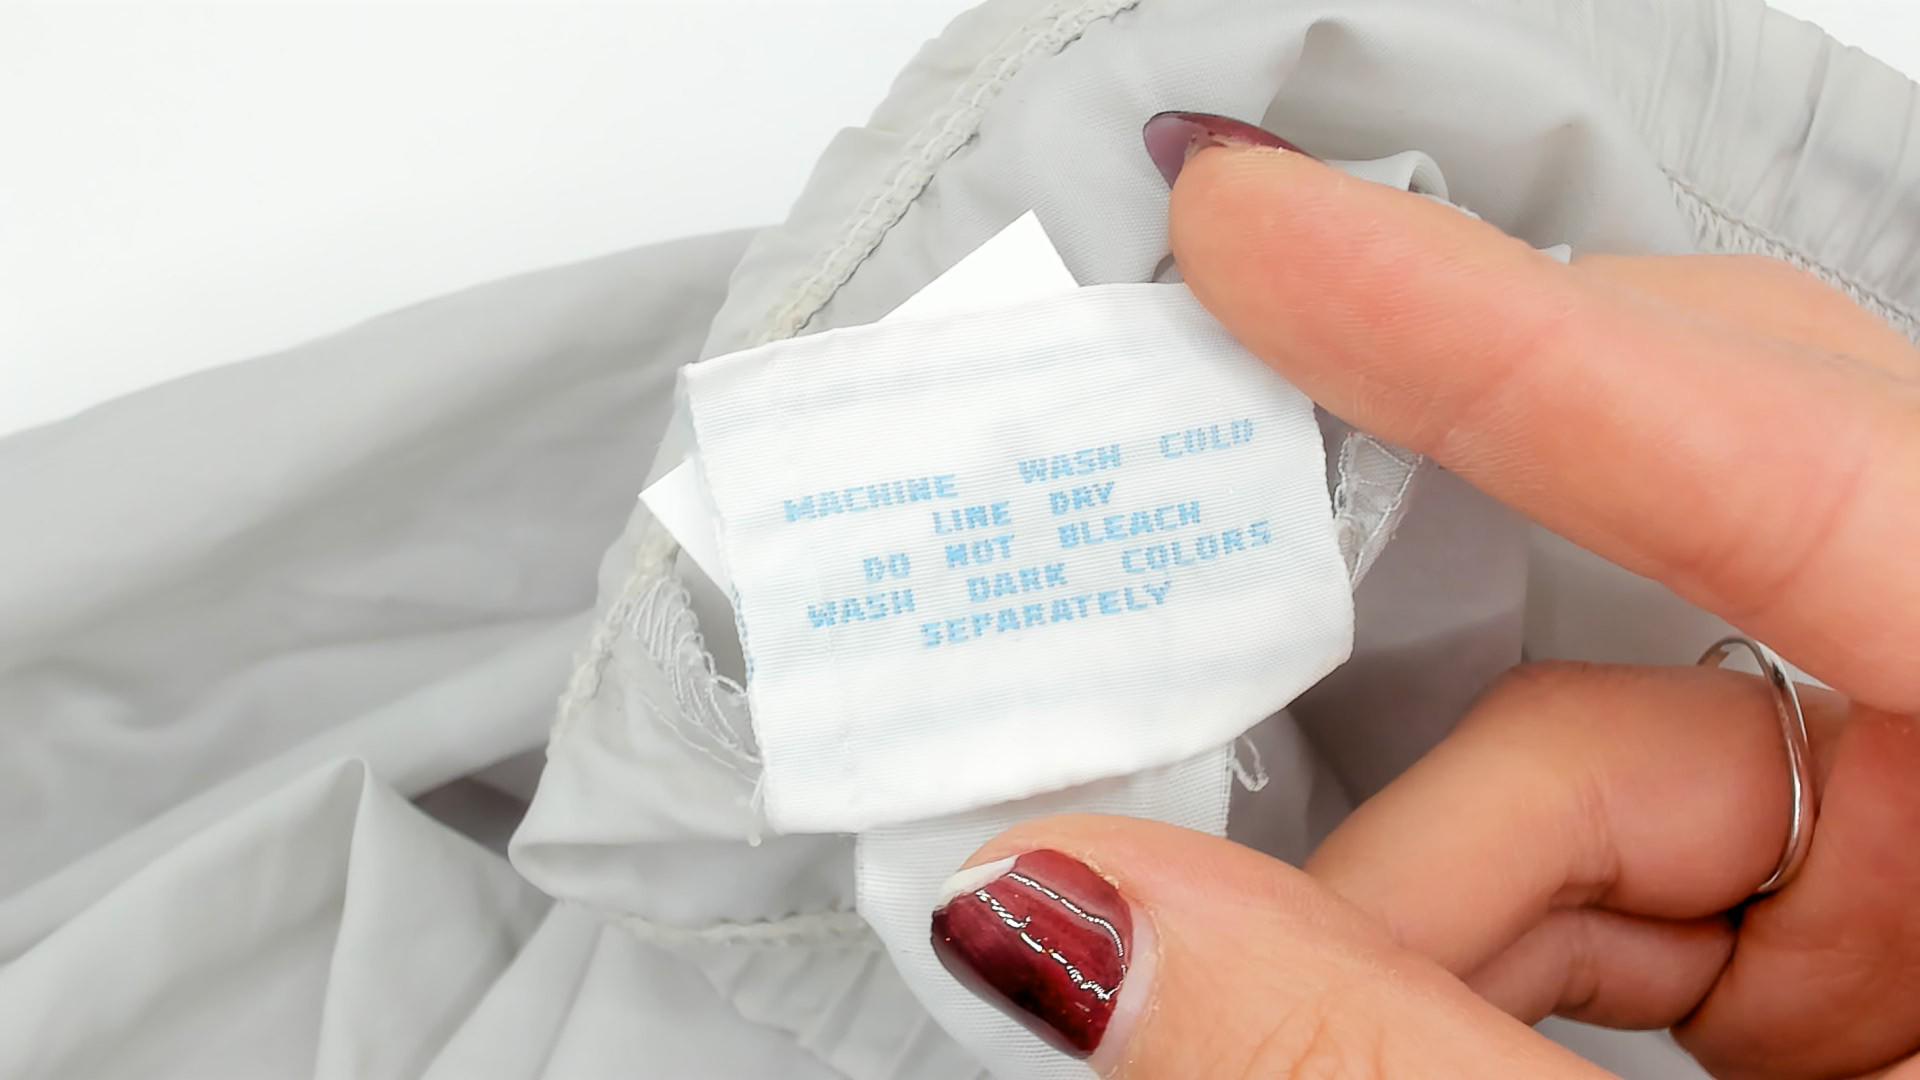 MACHINE WASH COLD
LINE DRY
DO NOT BLEACH
WASH DARK COLORS
SEPARATELY